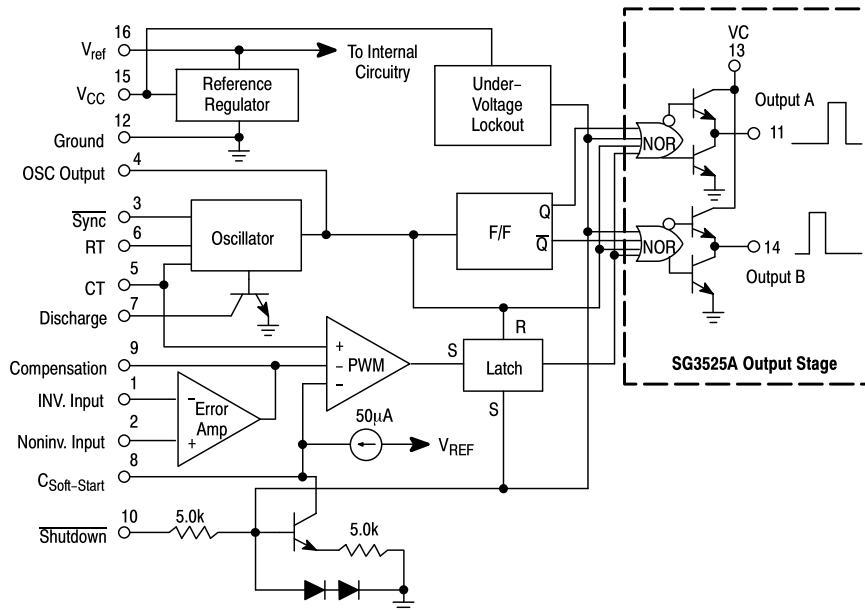 16
Vref
15
VCC
12
Ground
4
OSC Output
3
Sync
6
RT
5
CT
7
Discharge
9
Compensation
1
INV. Input
2
Noninv. Input
8
CSoft–Start
10
Shutdown
To Internal
Circuitry
Reference
Regulator
Under–
Voltage
Lockout
Oscillator
F/F
Q
Q
+
–
–
PWM
S
R
Latch
S
–
Error
Amp
+
50µA
VREF
5.0k
5.0k
VC
13
NOR
Output A
11
NOR
14
Output B
SG3525A Output Stage